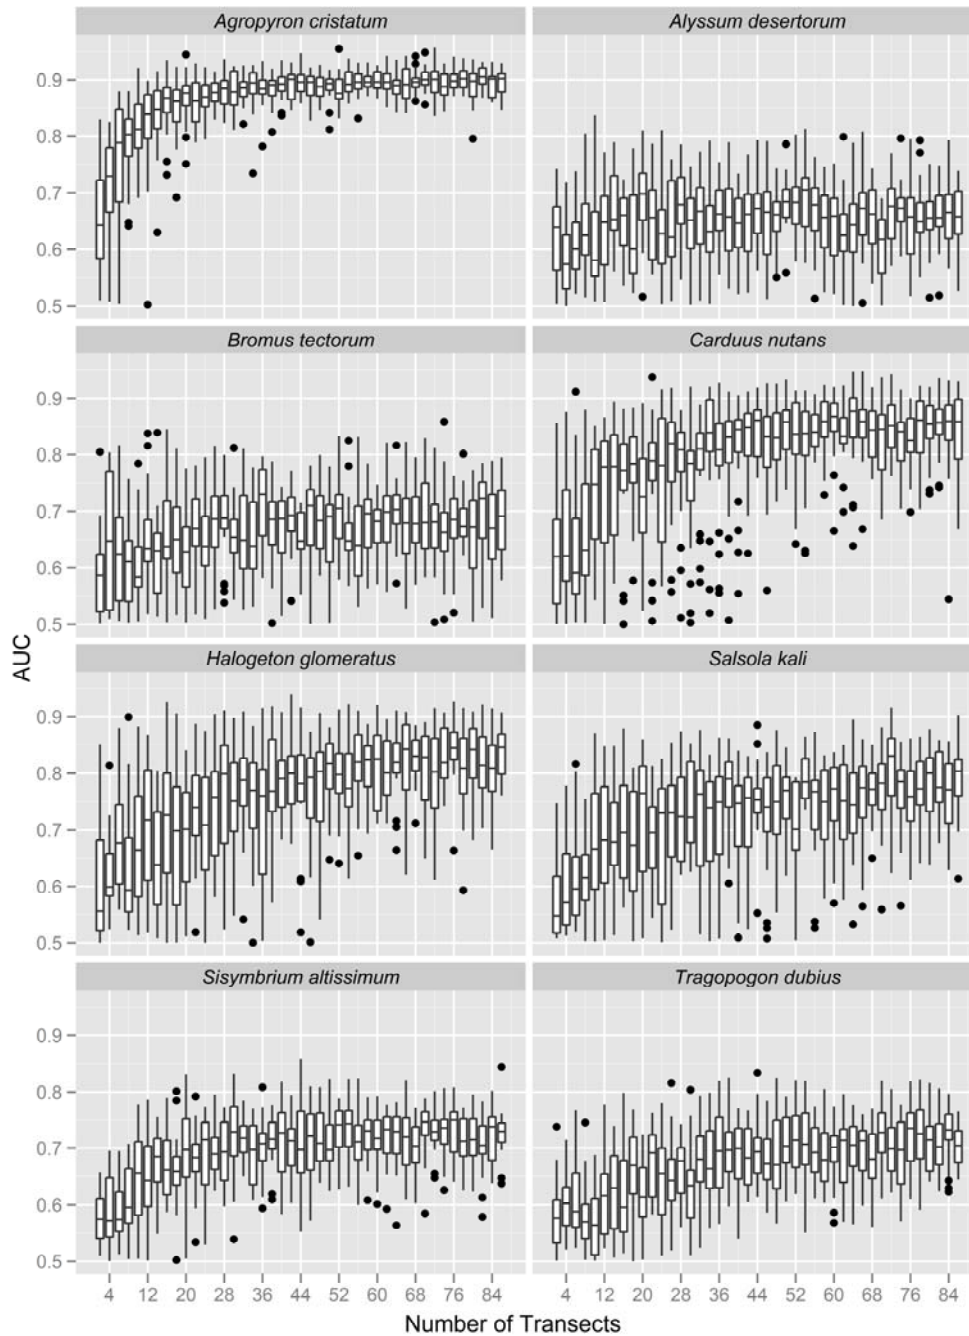 Agropyron cristatum Alyssum desertorum
0.9
0.8
0.7
0.6
0.5
Bromus tectorum Carduus nutans
0.9
0.8
0.7
0.6
0.5
AUC
Halogeton glomeratus Salsola kali
0.9
0.8
0.7
0.6
0.5
Sisymbrium altissimum Tragopogon dubius
0.9
0.8
0.7
0.6
0.5
4 12 20 28 36 44 52 60 68 76 84 4 12 20 28 36 44 52 60 68 76 84
Number of Transects